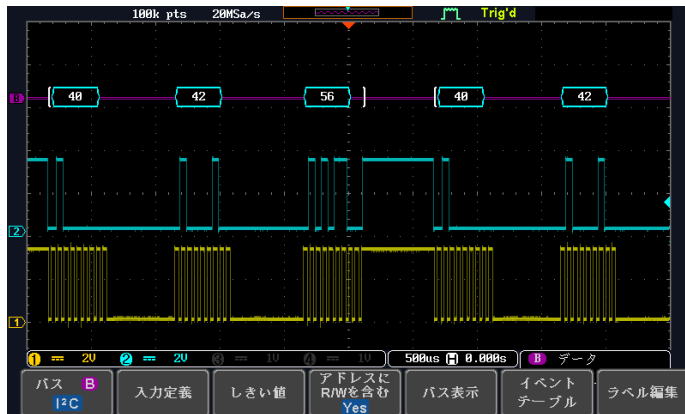 100k pts 20MSa/s Trig'd
B 40 42 56 40 42
2
1
1 2V 2 2V 3 1V 4 1V 500us H 0.000s B データ
バス B
I²C
入力定義
しきい値
アドレスに
R/Wを含む
Yes
バス表示
イベント
テーブル
ラベル編集